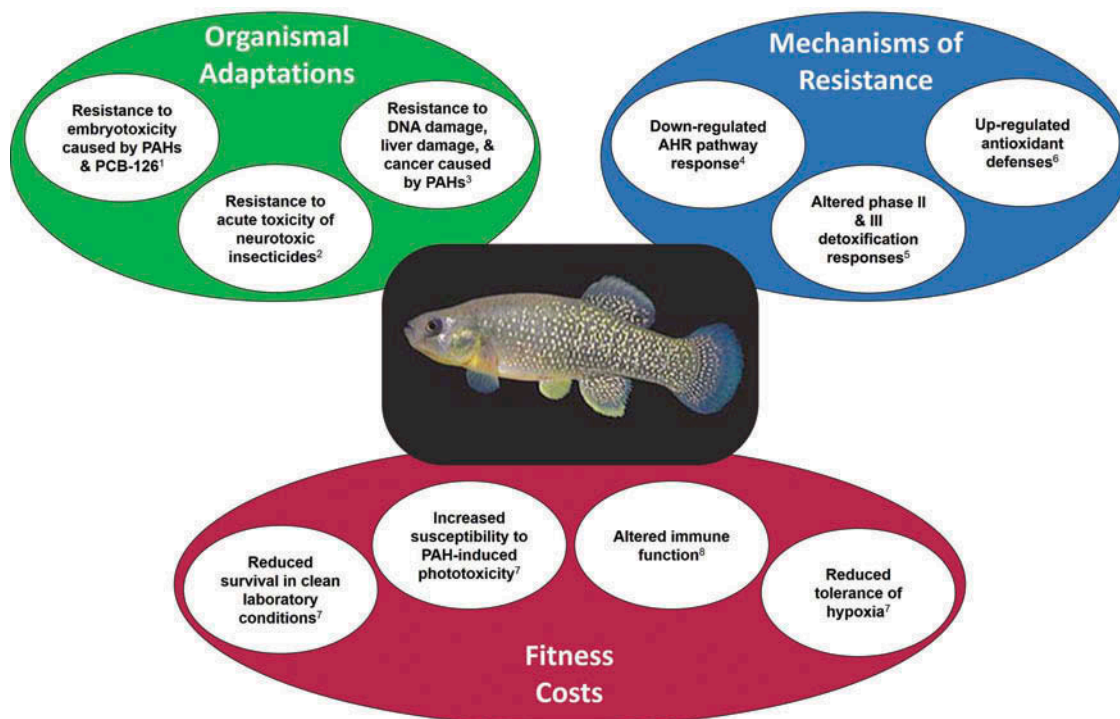 Organismal
Adaptations
Resistance to
embryotoxicity
caused by PAHs
& PCB-126¹
Resistance to
acute toxicity of
neurotoxic
insecticides²
Resistance to
DNA damage,
liver damage, &
cancer caused
by PAHs³
Mechanisms of
Resistance
Down-regulated
AHR pathway
response⁴
Altered phase II
& III
detoxification
responses⁵
Up-regulated
antioxidant
defenses⁶
Reduced
survival in clean
laboratory
conditions⁷
Increased
susceptibility to
PAH-induced
phototoxicity⁷
Altered immune
function⁸
Reduced
tolerance of
hypoxia⁷
Fitness
Costs